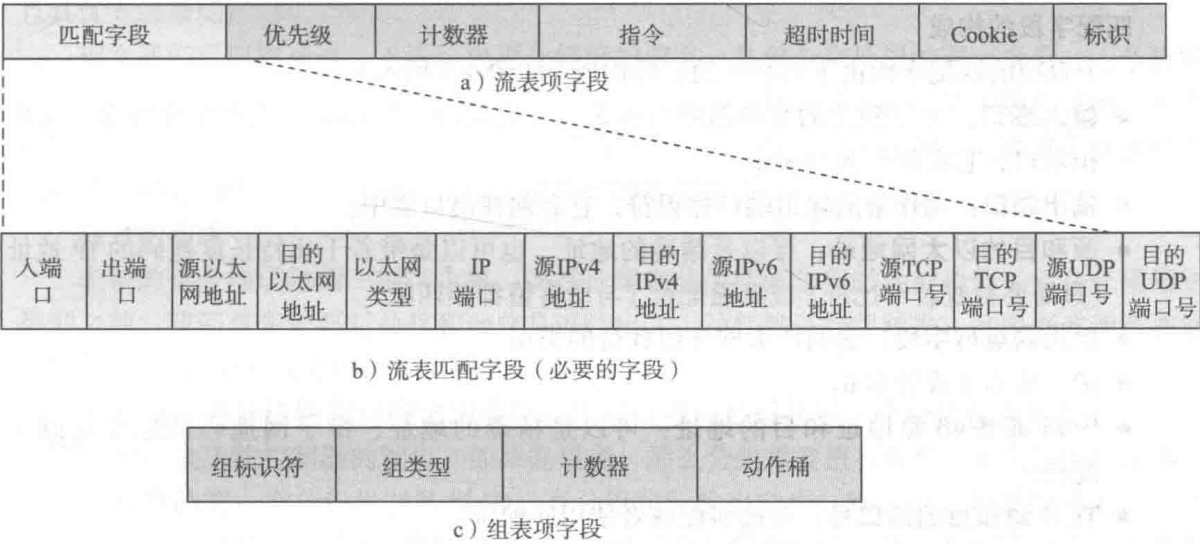 匹配字段 优先级 计数器 指令 超时时间 Cookie 标识
a）流表项字段
入端口 出端口 源以太网地址 目的以太网地址 以太网类型 IP端口 源IPv4地址 目的IPv4地址 源IPv6地址 目的IPv6地址 源TCP端口号 目的TCP端口号 源UDP端口号 目的UDP端口号
b）流表匹配字段（必要的字段）
组标识符 组类型 计数器 动作桶
c）组表项字段